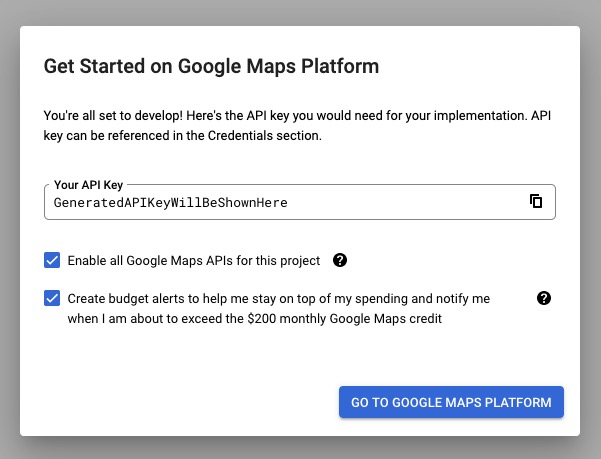 Get Started on Google Maps Platform
You're all set to develop! Here's the API key you would need for your implementation. API
key can be referenced in the Credentials section.
Your API Key
GeneratedAPIKeyWillBeShownHere
Enable all Google Maps APIs for this project
Create budget alerts to help me stay on top of my spending and notify me
when I am about to exceed the $200 monthly Google Maps credit
GO TO GOOGLE MAPS PLATFORM